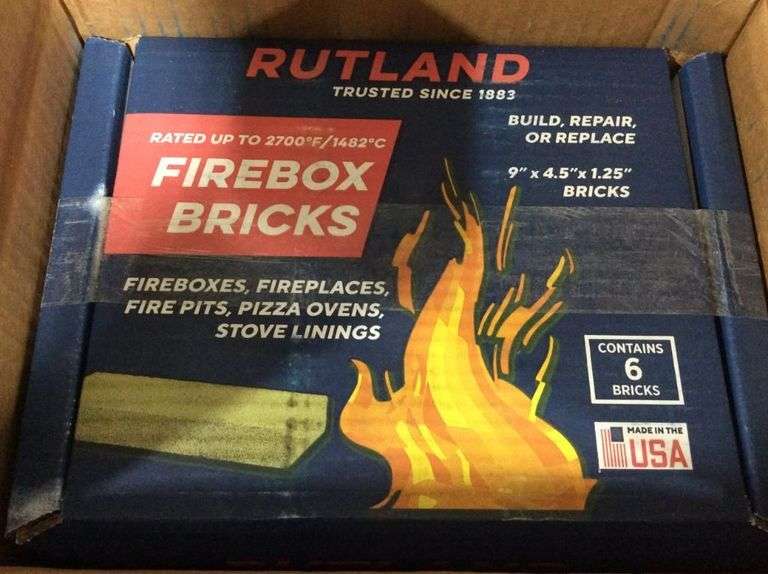 RUTLAND
TRUSTED SINCE 1883
BUILD, REPAIR,
OR REPLACE
9" x 4.5" x 1.25"
BRICKS
RATED UP TO 2700°F/1482°C
FIREBOX
BRICKS
FIREBOXES, FIREPLACES,
FIRE PITS, PIZZA OVENS,
STOVE LININGS
CONTAINS
6
BRICKS
MADE IN THE
USA